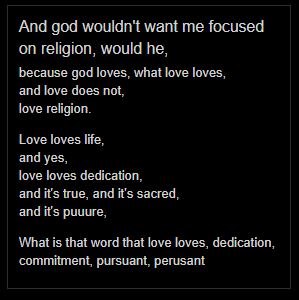 And god wouldn't want me focused
on religion, would he,
because god loves, what love loves,
and love does not,
love religion.
Love loves life,
and yes,
love loves dedication,
and it's true, and it's sacred,
and it's puuure,
What is that word that love loves, dedication,
commitment, pursuant, perusant